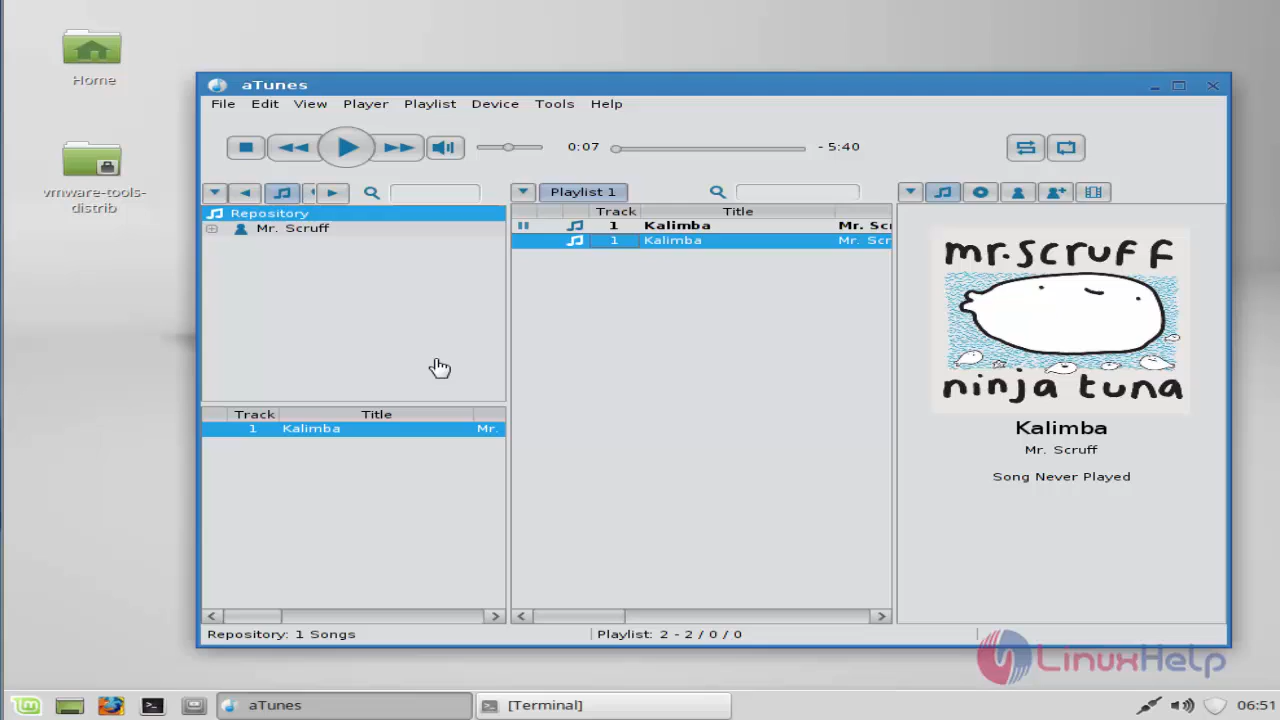 Home
vmware-tools-
distrib
aTunes
File Edit View Player Playlist Device Tools Help
0:07 - 5:40
Playlist 1
Repository
Mr. Scruff
Track Title
1 Kalimba Mr. Scr
1 Kalimba Mr. Scr
mr. scruff
ninja tuna
Kalimba
Mr. Scruff
Song Never Played
Track Title
1 Kalimba Mr.
Repository: 1 Songs
Playlist: 2 - 2 / 0 / 0
LinuxHelp
aTunes
[Terminal]
06:51